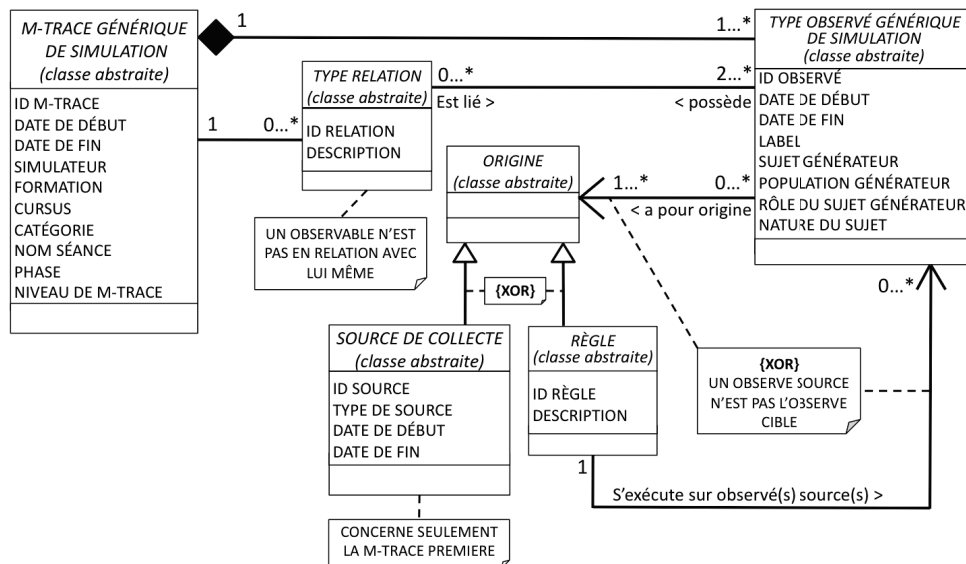 M-TRACE GÉNÉRIQUE
DE SIMULATION
(classe abstraite)
ID M-TRACE
DATE DE DÉBUT
DATE DE FIN
SIMULATEUR
FORMATION
CURSUS
CATÉGORIE
NOM SÉANCE
PHASE
NIVEAU DE M-TRACE
1
1...*
1
0...*
TYPE RELATION
(classe abstraite)
ID RELATION
DESCRIPTION
0...*
2...*
Est lié >
< possède
TYPE OBSERVÉ GÉNÉRIQUE
DE SIMULATION
(classe abstraite)
ID OBSERVÉ
DATE DE DÉBUT
DATE DE FIN
LABEL
SUJET GÉNÉRATEUR
POPULATION GÉNÉRATEUR
RÔLE DU SUJET GÉNÉRATEUR
NATURE DU SUJET
UN OBSERVABLE N'EST
PAS EN RELATION AVEC
LUI MÊME
ORIGINE
(classe abstraite)
1...*
0...*
< a pour origine
0...*
{XOR}
SOURCE DE COLLECTE
(classe abstraite)
ID SOURCE
TYPE DE SOURCE
DATE DE DÉBUT
DATE DE FIN
RÈGLE
(classe abstraite)
ID RÈGLE
DESCRIPTION
{XOR}
UN OBSERVE SOURCE
N'EST PAS L'OBSERVE
CIBLE
1
S'exécute sur observé(s) source(s) >
CONCERNE SEULEMENT
LA M-TRACE PREMIERE